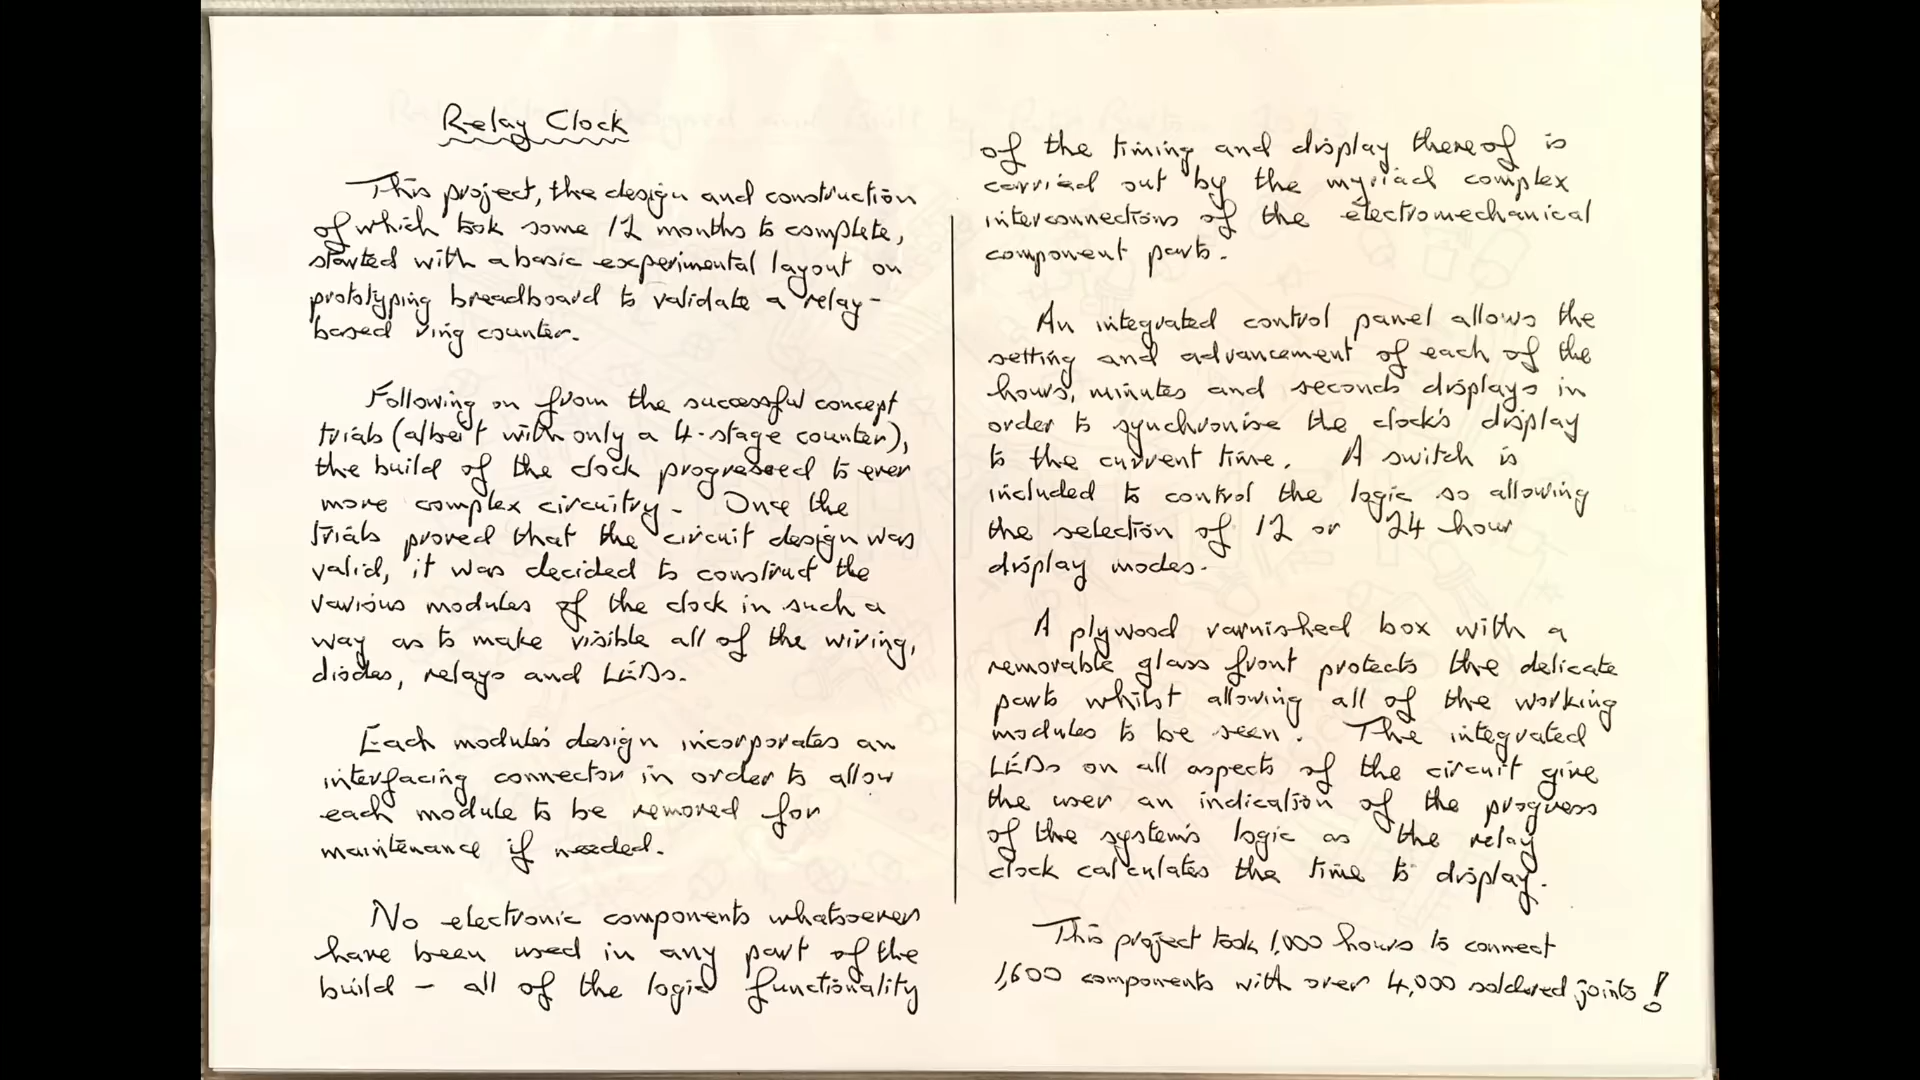 Relay Clock
This project, the design and construction
of which took some 12 months to complete,
started with a basic experimental layout on
prototyping breadboard to validate a relay-
based ring counter.
Following on from the successful concept
trials (albeit with only a 4-stage counter),
the build of the clock progressed to ever
more complex circuitry. Once the
trials proved that the circuit design was
valid, it was decided to construct the
various modules of the clock in such a
way as to make visible all of the wiring,
diodes, relays and LEDs.
Each module's design incorporates an
interfacing connector in order to allow
each module to be removed for
maintenance if needed.
No electronic components whatsoever
have been used in any part of the
build – all of the logic functionality
of the timing and display thereof is
carried out by the myriad complex
interconnections of the electromechanical
component parts.
An integrated control panel allows the
setting and advancement of each of the
hours, minutes and seconds displays in
order to synchronise the clock's display
to the current time. A switch is
included to control the logic so allowing
the selection of 12 or 24 hour
display modes.
A plywood varnished box with a
removable glass front protects the delicate
parts whilst allowing all of the working
modules to be seen. The integrated
LEDs on all aspects of the circuit give
the user an indication of the progress
of the system's logic as the relay
clock calculates the time to display.
This project took 1,000 hours to connect
1,600 components with over 4,000 soldered joints!